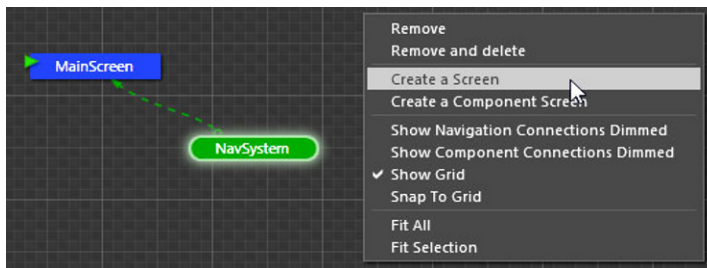 MainScreen
NavSystem
Remove
Remove and delete
Create a Screen
Create a Component Screen
Show Navigation Connections Dimmed
Show Component Connections Dimmed
Show Grid
Snap To Grid
Fit All
Fit Selection